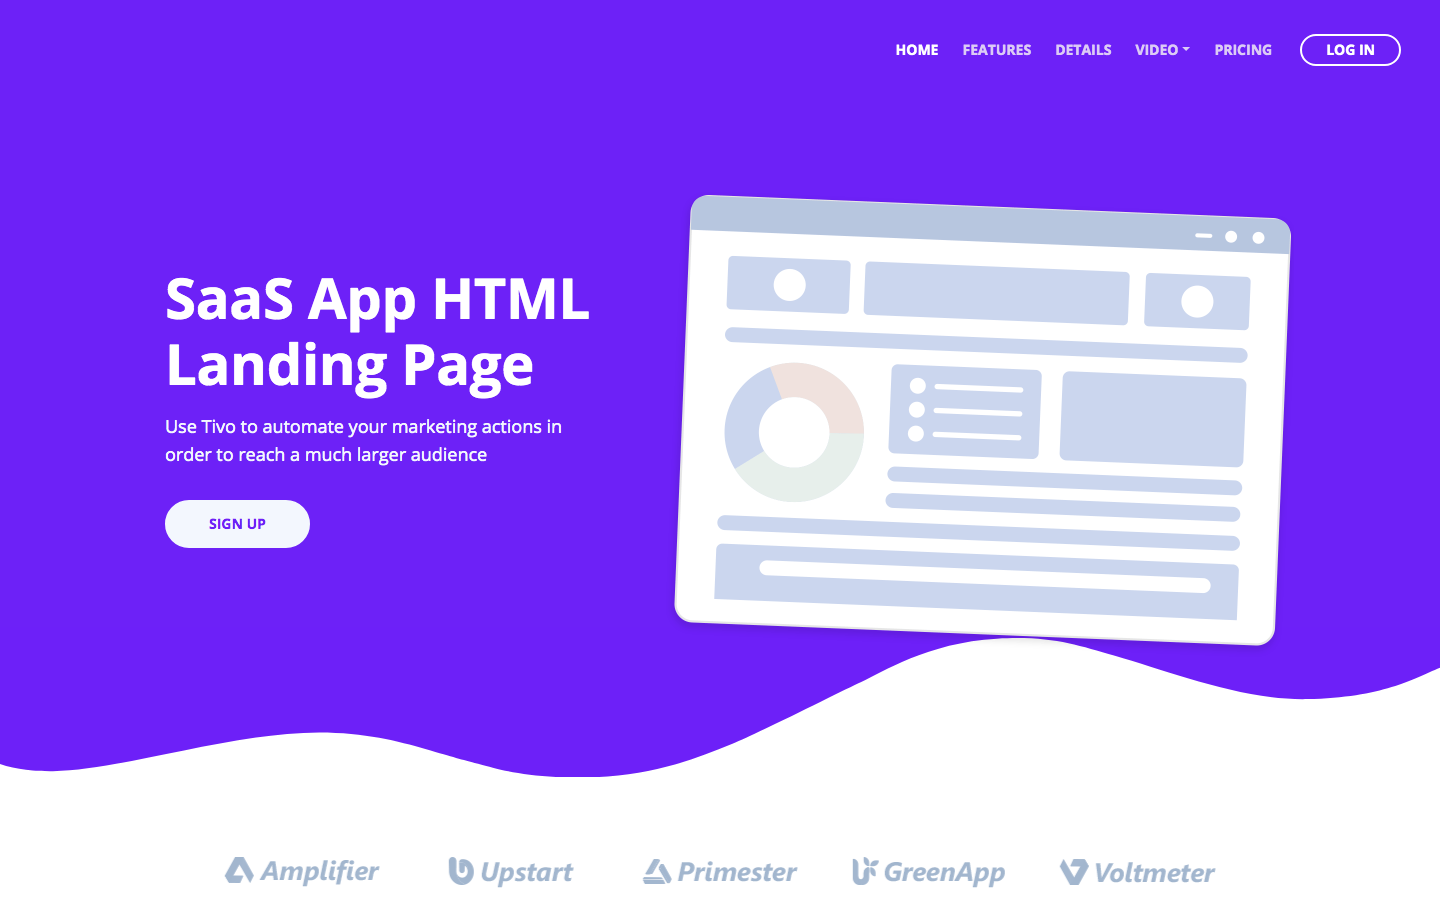 HOME FEATURES DETAILS VIDEO PRICING LOG IN
SaaS App HTML
Landing Page
Use Tivo to automate your marketing actions in
order to reach a much larger audience
SIGN UP
Amplifier Upstart Primester GreenApp Voltmeter